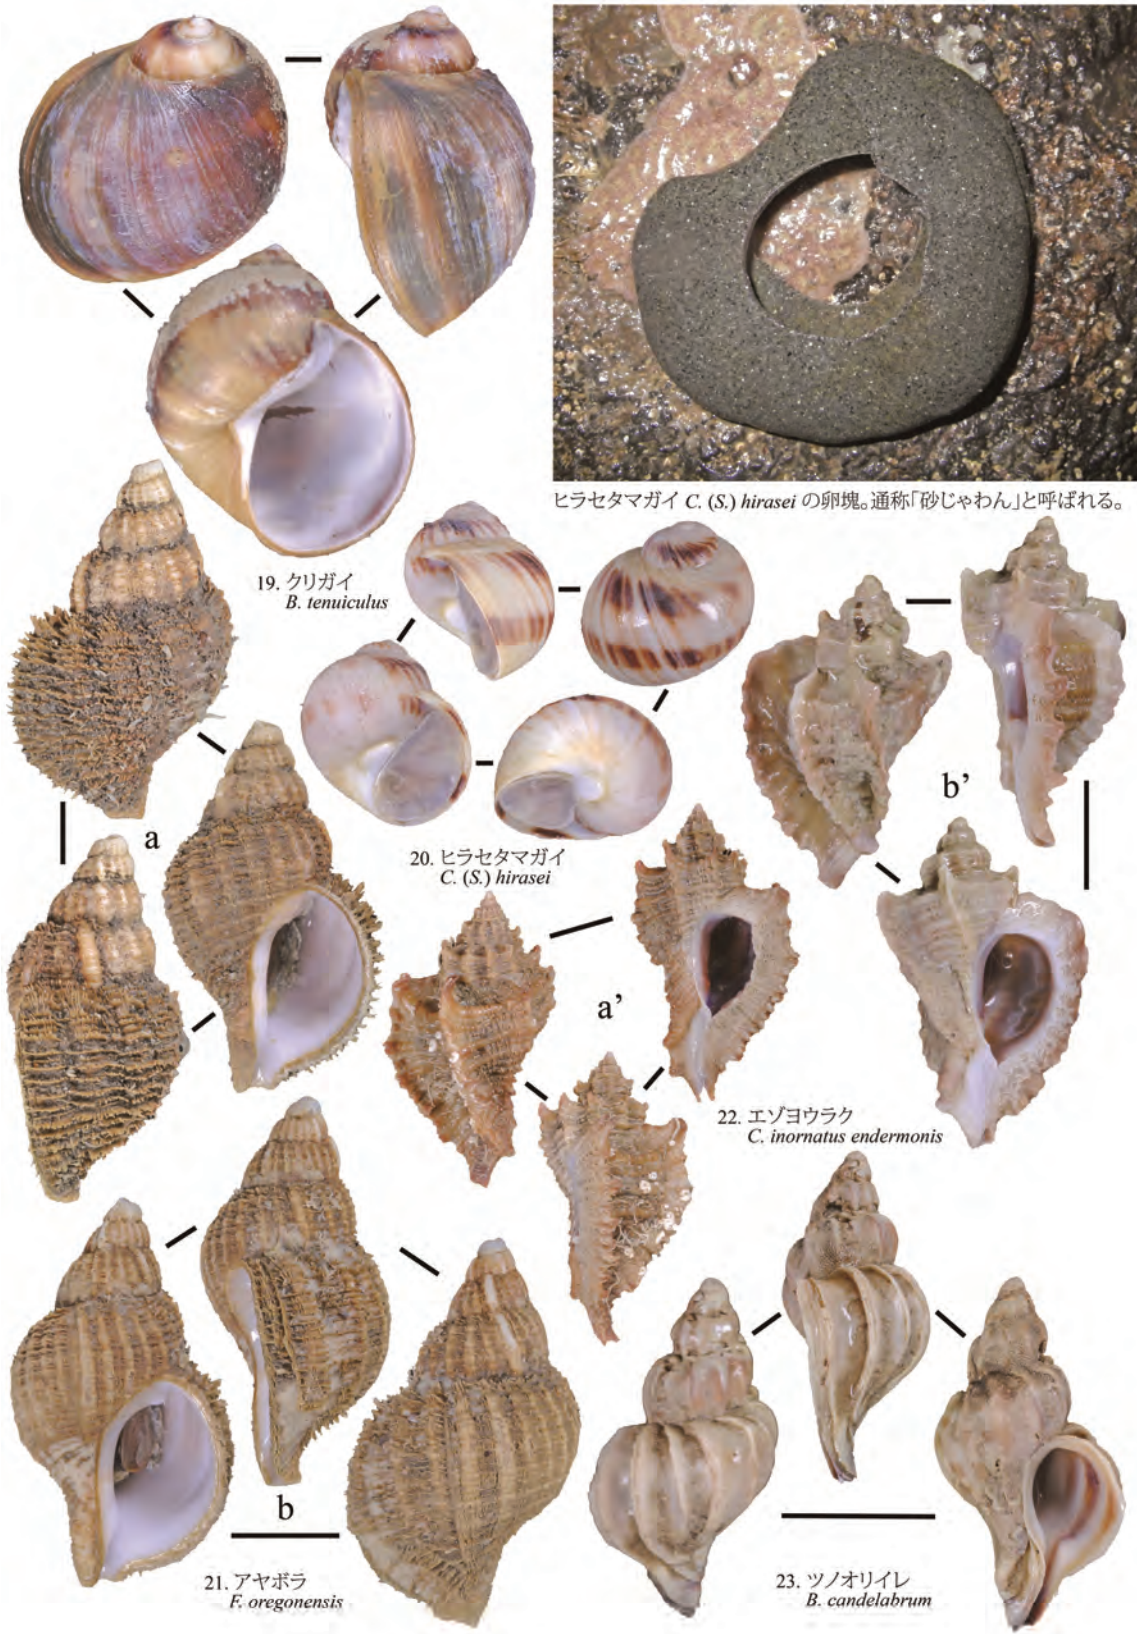 ヒラセタマガイ C. (S.) hirasei の卵塊。通称「砂じゃわん」と呼ばれる。
19. クリガイ
B. tenuiculus
b’
a
20. ヒラセタマガイ
C. (S.) hirasei
a’
22. エゾヨウラク
C. inornatus endermonis
b
21. アヤボラ
F. oregonensis
23. ツノオリイレ
B. candelabrum